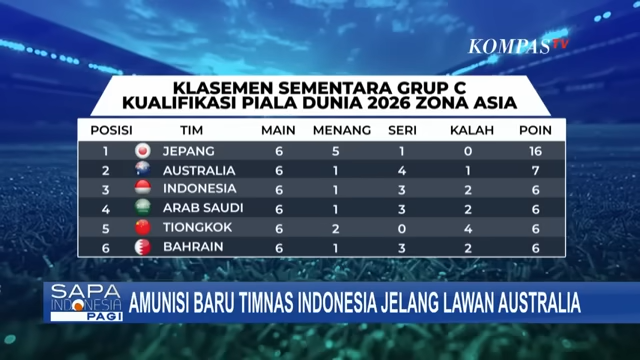 KOMPASTV
KLASEMEN SEMENTARA GRUP C
KUALIFIKASI PIALA DUNIA 2026 ZONA ASIA
POSISI TIM MAIN MENANG SERI KALAH POIN
1 JEPANG 6 5 1 0 16
2 AUSTRALIA 6 1 4 1 7
3 INDONESIA 6 1 3 2 6
4 ARAB SAUDI 6 1 3 2 6
5 TIONGKOK 6 2 0 4 6
6 BAHRAIN 6 1 3 2 6
SAPA
INDONESIA
PAGI
AMUNISI BARU TIMNAS INDONESIA JELANG LAWAN AUSTRALIA